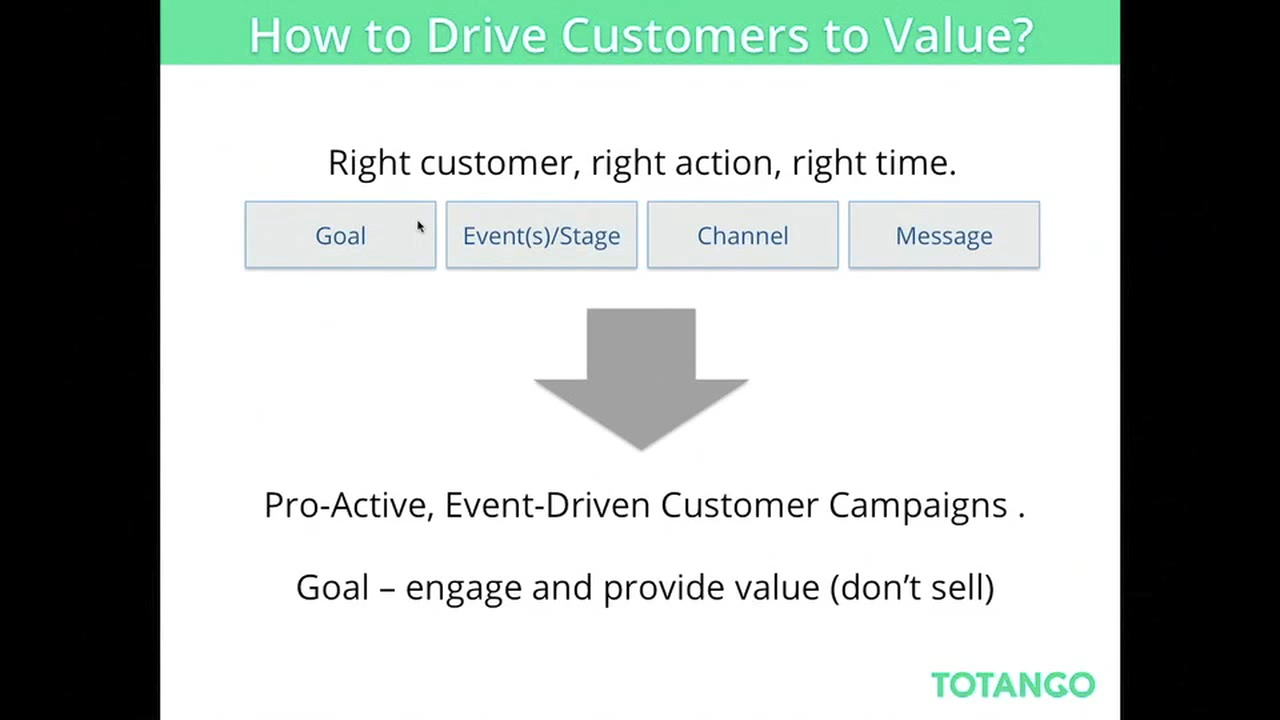 How to Drive Customers to Value?
Right customer, right action, right time.
Goal
Event(s)/Stage
Channel
Message
Pro-Active, Event-Driven Customer Campaigns .
Goal – engage and provide value (don’t sell)
TOTANGO